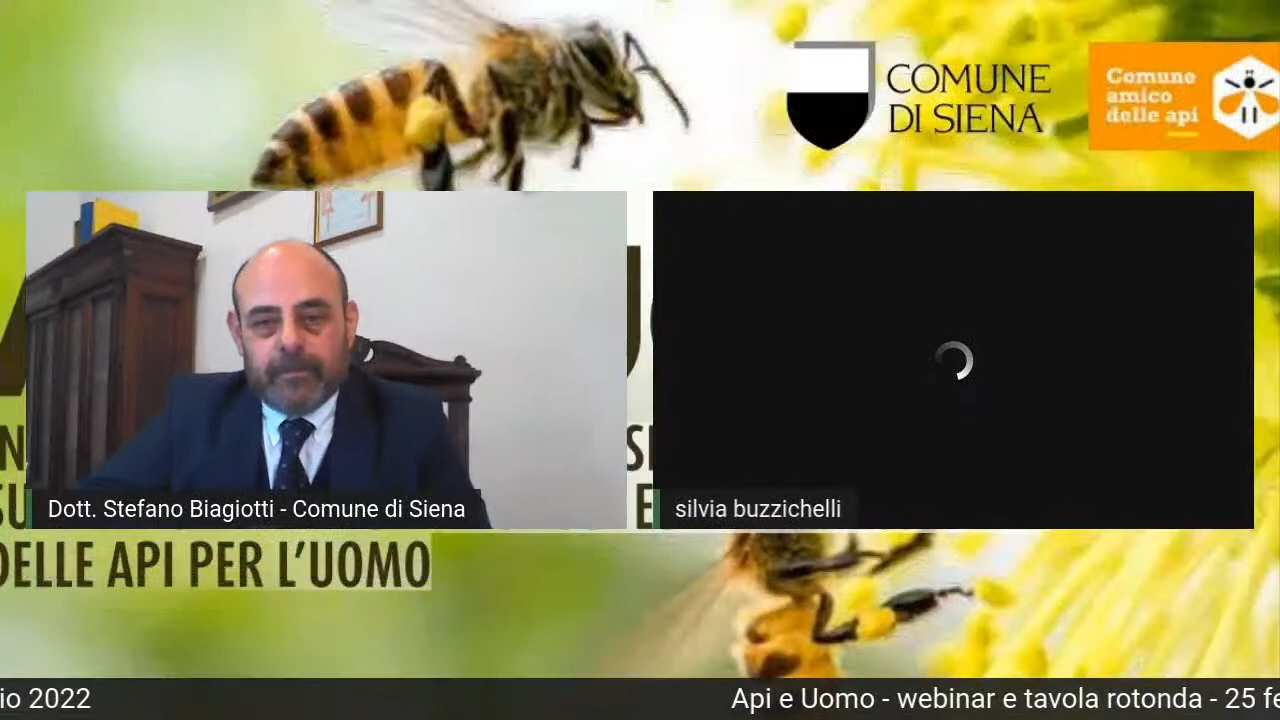 COMUNE
DI SIENA
Comune
amico
delle api
Dott. Stefano Biagiotti - Comune di Siena
silvia buzzichelli
DELLE API PER L'UOMO
io 2022
Api e Uomo - webinar e tavola rotonda - 25 fe